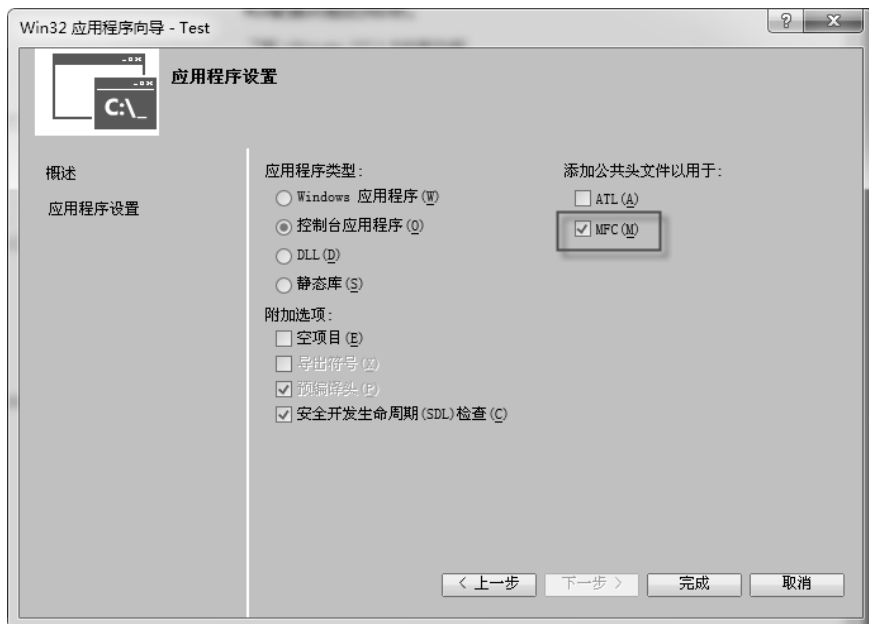 Win32 应用程序向导 - Test
C:\_
应用程序设置
概述
应用程序设置
应用程序类型:
Windows 应用程序(W)
控制台应用程序(O)
DLL(D)
静态库(S)
附加选项:
空项目(E)
导出符号(X)
预编译头(P)
安全开发生命周期(SDL)检查(C)
添加公共头文件以用于:
ATL(A)
MFC(M)
< 上一步
下一步 >
完成
取消